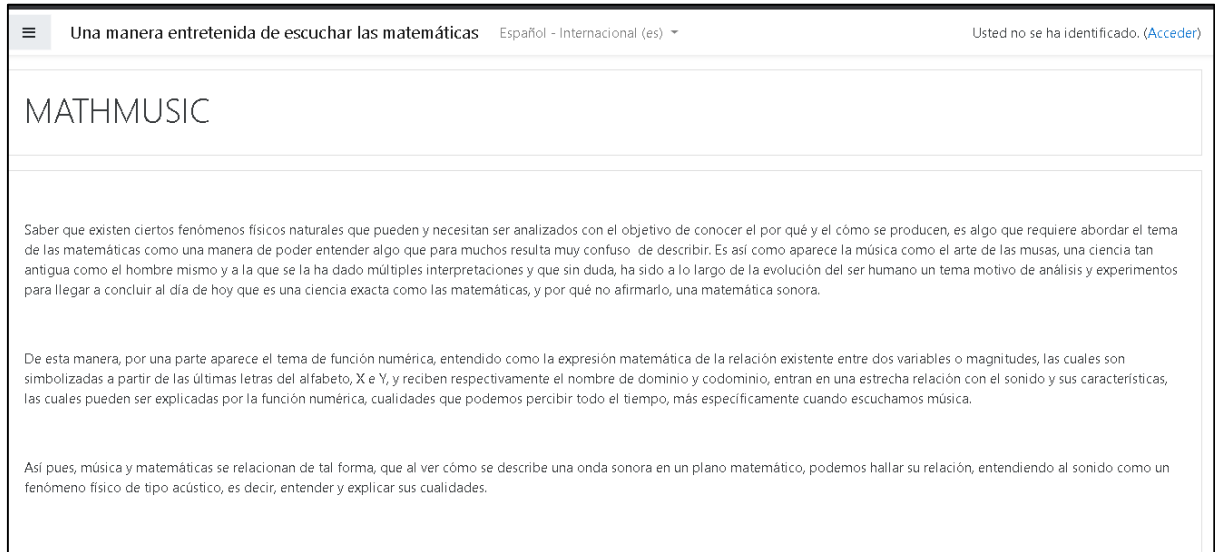 Una manera entretenida de escuchar las matemáticas Español - Internacional (es) Usted no se ha identificado. (Acceder)
MATHMUSIC
Saber que existen ciertos fenómenos físicos naturales que pueden y necesitan ser analizados con el objetivo de conocer el por qué y el cómo se producen, es algo que requiere abordar el tema
de las matemáticas como una manera de poder entender algo que para muchos resulta muy confuso de describir. Es así como aparece la música como el arte de las musas, una ciencia tan
antigua como el hombre mismo y a la que se la ha dado múltiples interpretaciones y que sin duda, ha sido a lo largo de la evolución del ser humano un tema motivo de análisis y experimentos
para llegar a concluir al día de hoy que es una ciencia exacta como las matemáticas, y por qué no afirmarlo, una matemática sonora.
De esta manera, por una parte aparece el tema de función numérica, entendido como la expresión matemática de la relación existente entre dos variables o magnitudes, las cuales son
simbolizadas a partir de las últimas letras del alfabeto, X e Y, y reciben respectivamente el nombre de dominio y codominio, entran en una estrecha relación con el sonido y sus características,
las cuales pueden ser explicadas por la función numérica, cualidades que podemos percibir todo el tiempo, más específicamente cuando escuchamos música.
Así pues, música y matemáticas se relacionan de tal forma, que al ver cómo se describe una onda sonora en un plano matemático, podemos hallar su relación, entendiendo al sonido como un
fenómeno físico de tipo acústico, es decir, entender y explicar sus cualidades.